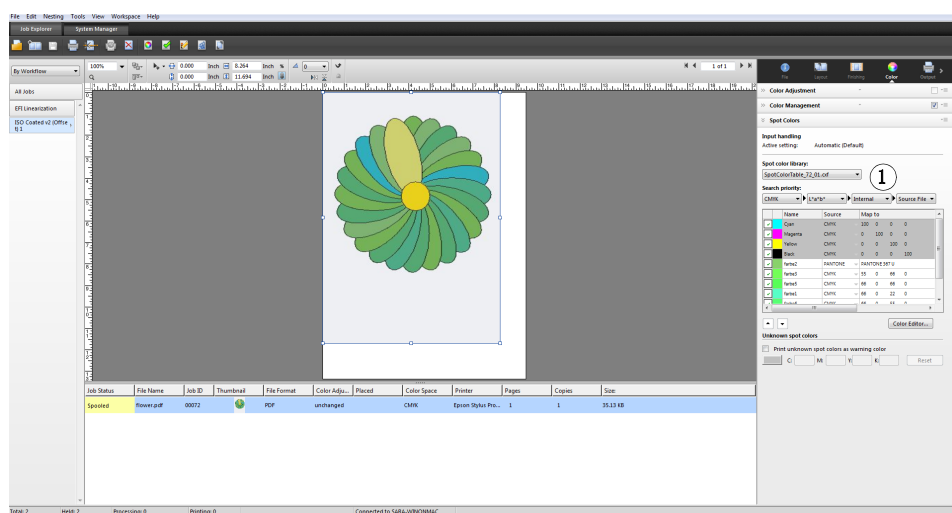 File Edit Nesting Tools View Workspace Help
Job Explorer System Manager
By Workflow
All Jobs
EFI Linearization
ISO Coated v2 (Offse
t) 1
100% 0.000 Inch 8.264 Inch % 0
0.000 Inch 11.694 Inch
1 of 1
File Layout Finishing Color Output
Color Adjustment
Color Management
Spot Colors
Input handling
Active setting: Automatic (Default)
Spot color library:
SpotColorTable_72_01.cxf
1
Search priority:
CMYK L*a*b* Internal Source File
Name Source Map to
Cyan CMYK 100 0 0 0
Magenta CMYK 0 100 0 0
Yellow CMYK 0 0 100 0
Black CMYK 0 0 0 100
farbe2 PANTONE PANTONE 367 U
farbe3 CMYK 55 0 66 0
farbe5 CMYK 66 0 66 0
farbe1 CMYK 66 0 22 0
Color Editor...
Unknown spot colors
Print unknown spot colors as warning color
C: M: Y: K: Reset
Job Status File Name Job ID Thumbnail File Format Color Adju... Placed Color Space Printer Pages Copies Size:
Spooled flower.pdf 00072 PDF unchanged CMYK Epson Stylus Pro... 1 1 35.13 KB
Total: 2 Held: 2 Processing: 0 Printing: 0 Connected to SARA-WINONMAC